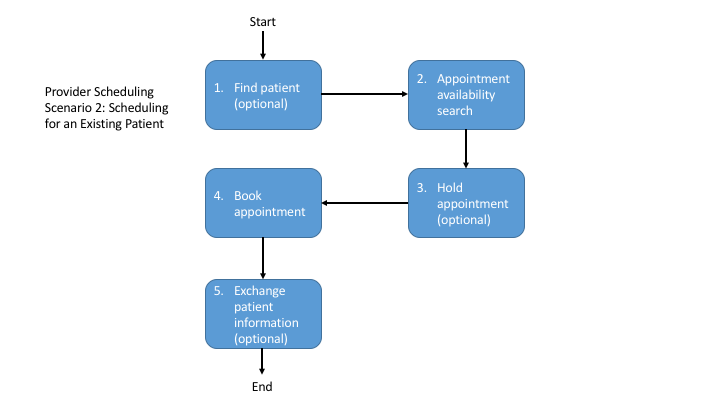 Start
Provider Scheduling
Scenario 2: Scheduling
for an Existing Patient
1. Find patient
(optional)
2. Appointment
availability
search
3. Hold
appointment
(optional)
4. Book
appointment
5. Exchange
patient
information
(optional)
End